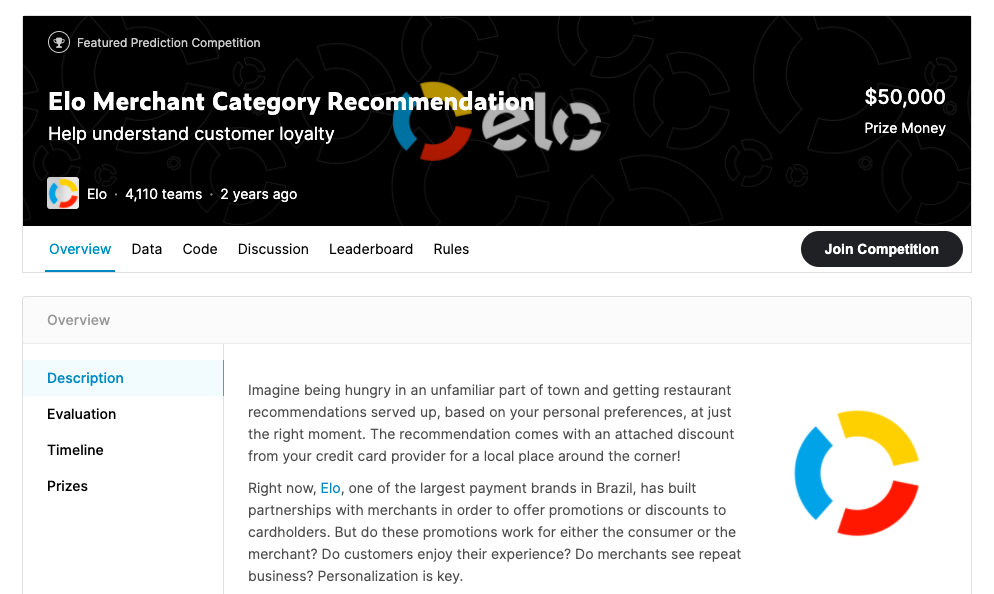 Featured Prediction Competition
Elo Merchant Category Recommendation
Help understand customer loyalty
elo
$50,000
Prize Money
Elo · 4,110 teams · 2 years ago
Overview Data Code Discussion Leaderboard Rules Join Competition
Overview
Description
Evaluation
Timeline
Prizes
Imagine being hungry in an unfamiliar part of town and getting restaurant
recommendations served up, based on your personal preferences, at just
the right moment. The recommendation comes with an attached discount
from your credit card provider for a local place around the corner!
Right now, Elo, one of the largest payment brands in Brazil, has built
partnerships with merchants in order to offer promotions or discounts to
cardholders. But do these promotions work for either the consumer or the
merchant? Do customers enjoy their experience? Do merchants see repeat
business? Personalization is key.